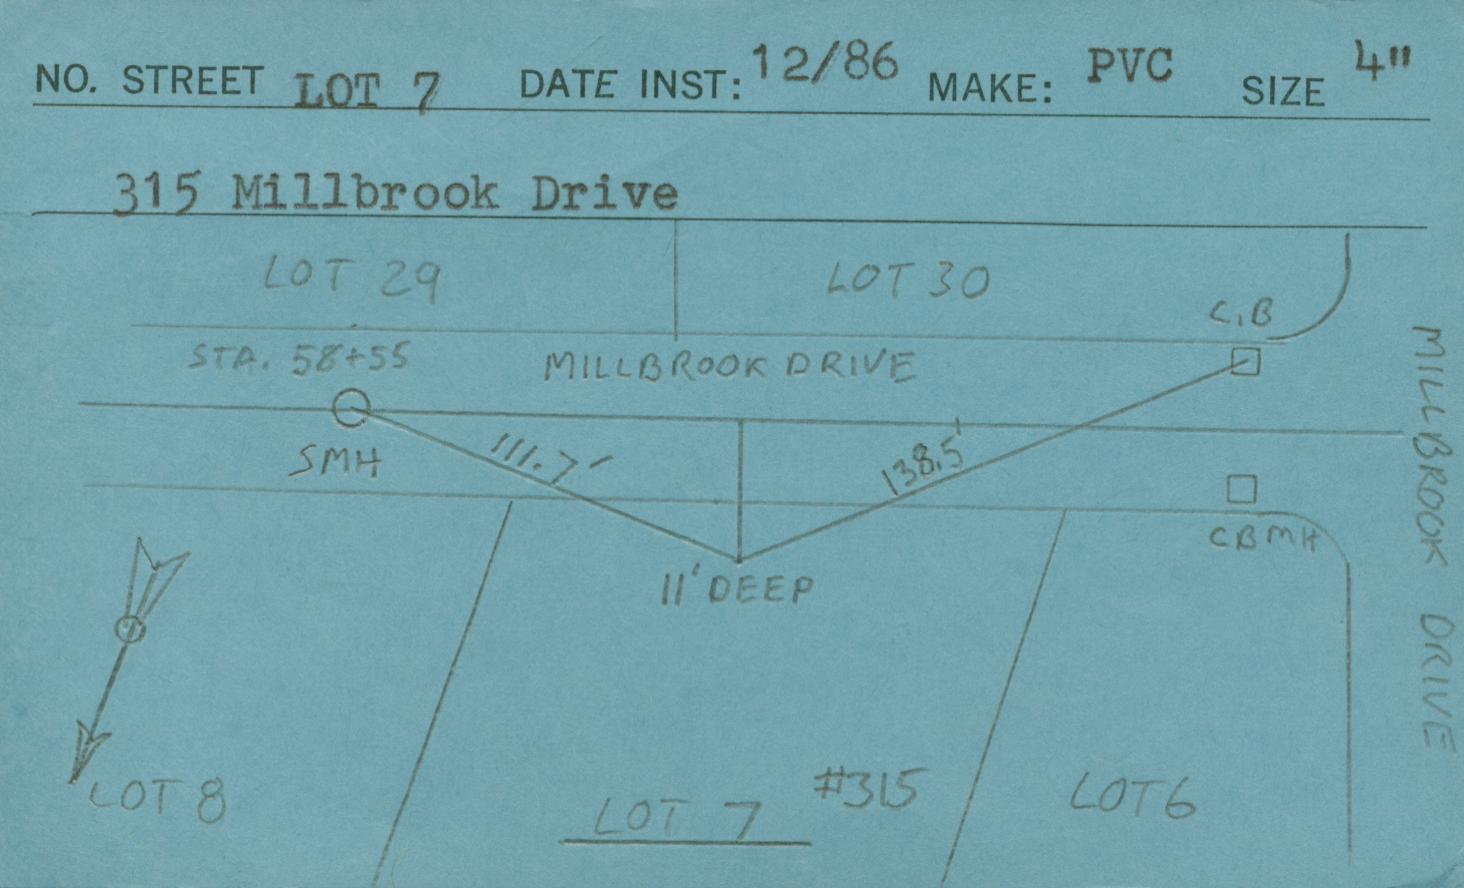 NO. STREET LOT 7 DATE INST: 12/86 MAKE: PVC SIZE 4"
315 Millbrook Drive
LOT 29 LOT 30
C.B
STA. 58+55 MILLBROOK DRIVE
SMH 111.7' 138.5'
CBMH
11' DEEP
MILLBROOK DRIVE
LOT 8 LOT 7 #315 LOT 6